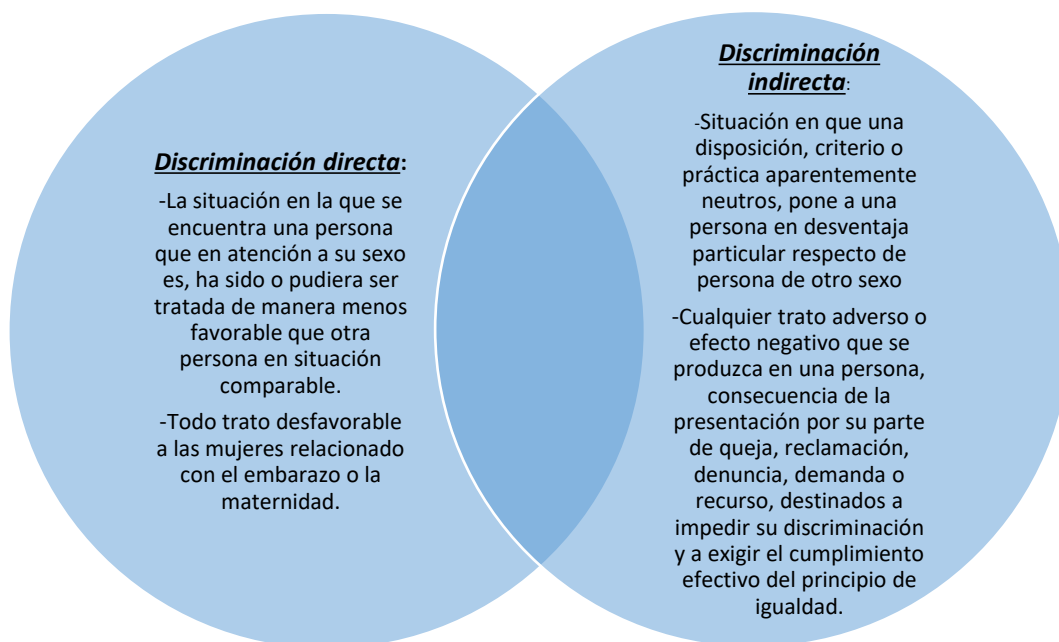 Discriminación directa:
-La situación en la que se
encuentra una persona
que en atención a su sexo
es, ha sido o pudiera ser
tratada de manera menos
favorable que otra
persona en situación
comparable.
-Todo trato desfavorable
a las mujeres relacionado
con el embarazo o la
maternidad.
Discriminación
indirecta:
-Situación en que una
disposición, criterio o
práctica aparentemente
neutros, pone a una
persona en desventaja
particular respecto de
persona de otro sexo
-Cualquier trato adverso o
efecto negativo que se
produzca en una persona,
consecuencia de la
presentación por su parte
de queja, reclamación,
denuncia, demanda o
recurso, destinados a
impedir su discriminación
y a exigir el cumplimiento
efectivo del principio de
igualdad.